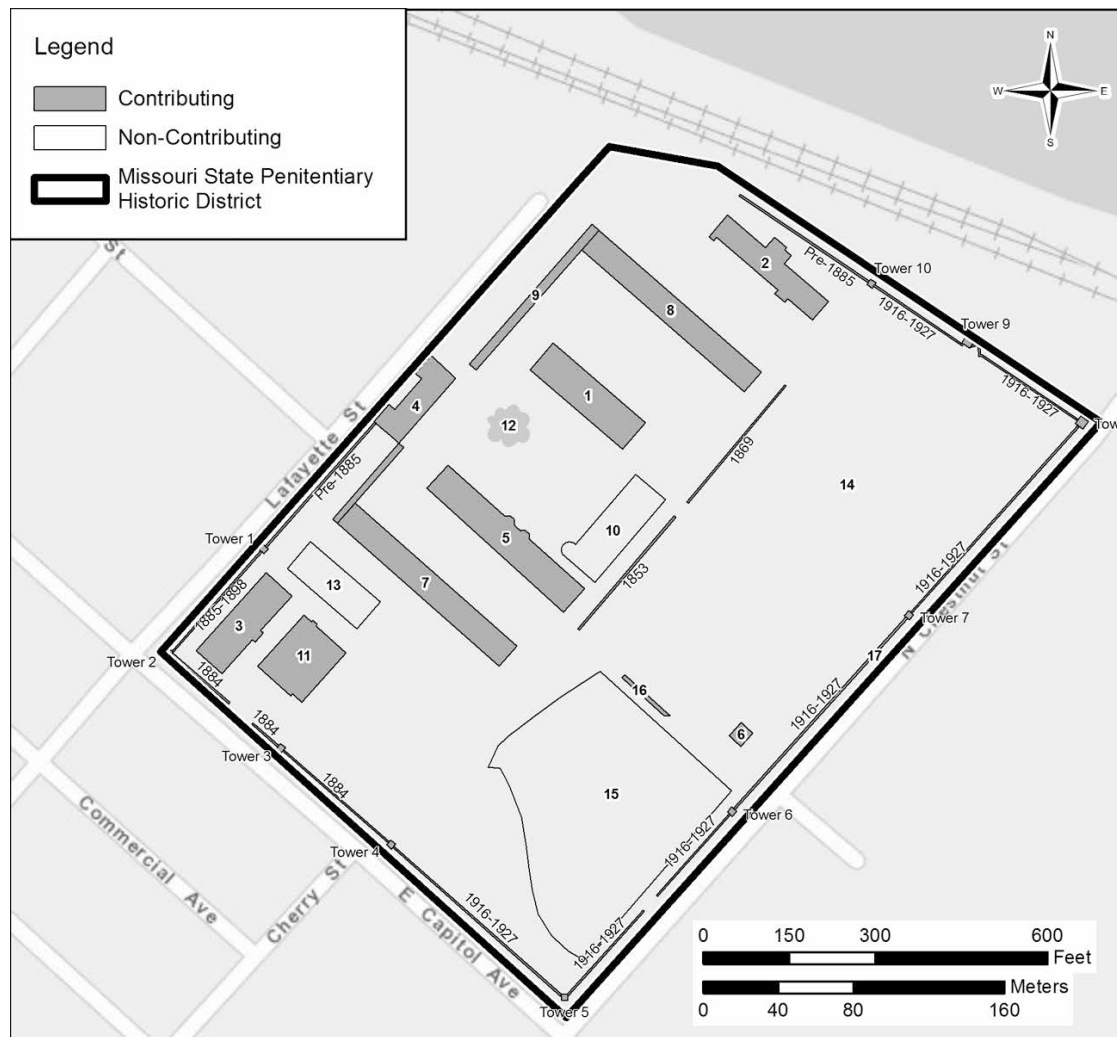 Legend
Contributing
Non-Contributing
Missouri State Penitentiary
Historic District
N
W
E
S
St
Lafayette St
Tower 10
Pre-1885
1916-1927
Tower 9
1916-1927
Tow
2
9
8
4
1
12
1869
14
Pre-1885
5
10
1853
Tower 1
13
7
1916-1927
N Chestnut St
Tower 7
1885-1898
3
11
17
Tower 2
1884
16
1916-1927
1884
6
Tower 3
1884
15
Tower 6
1916-1927
Commercial Ave
Tower 4
Cherry St
E Capitol Ave
1916-1927
1916-1927
Tower 5
0 150 300 600
Feet
Meters
0 40 80 160